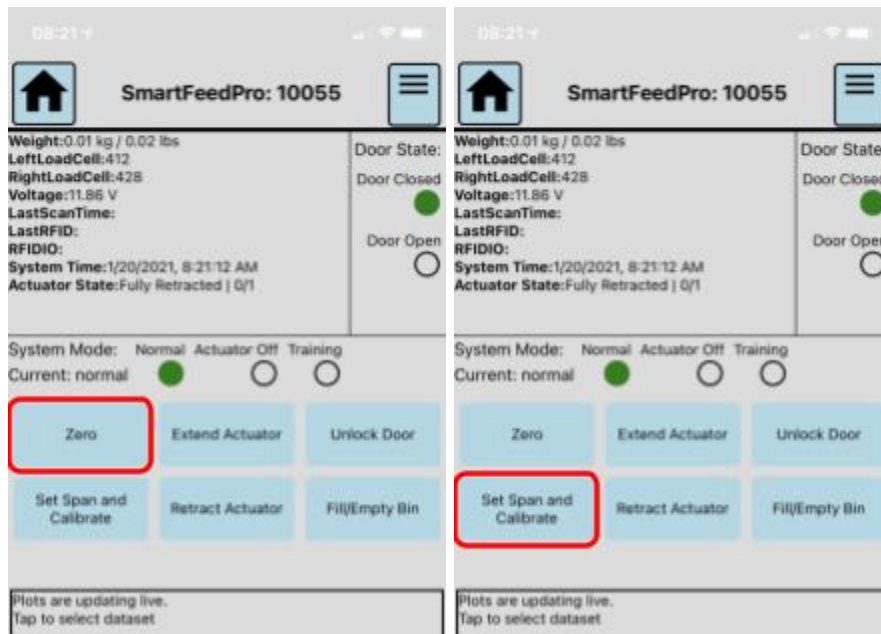 08:21
SmartFeedPro: 10055
Weight:0.01 kg / 0.02 lbs
LeftLoadCell:412
RightLoadCell:428
Voltage:11.86 V
LastScanTime:
LastRFID:
RFIDIO:
System Time:1/20/2021, 8:21:12 AM
Actuator State:Fully Retracted | 0/1
Door State:
Door Closed
Door Open
System Mode: Normal Actuator Off Training
Current: normal
Zero
Extend Actuator
Unlock Door
Set Span and
Calibrate
Retract Actuator
Fill/Empty Bin
Plots are updating live.
Tap to select dataset
08:21
SmartFeedPro: 10055
Weight:0.01 kg / 0.02 lbs
LeftLoadCell:412
RightLoadCell:428
Voltage:11.86 V
LastScanTime:
LastRFID:
RFIDIO:
System Time:1/20/2021, 8:21:12 AM
Actuator State:Fully Retracted | 0/1
Door State
Door Closed
Door Open
System Mode: Normal Actuator Off Training
Current: normal
Zero
Extend Actuator
Unlock Door
Set Span and
Calibrate
Retract Actuator
Fill/Empty Bin
Plots are updating live.
Tap to select dataset